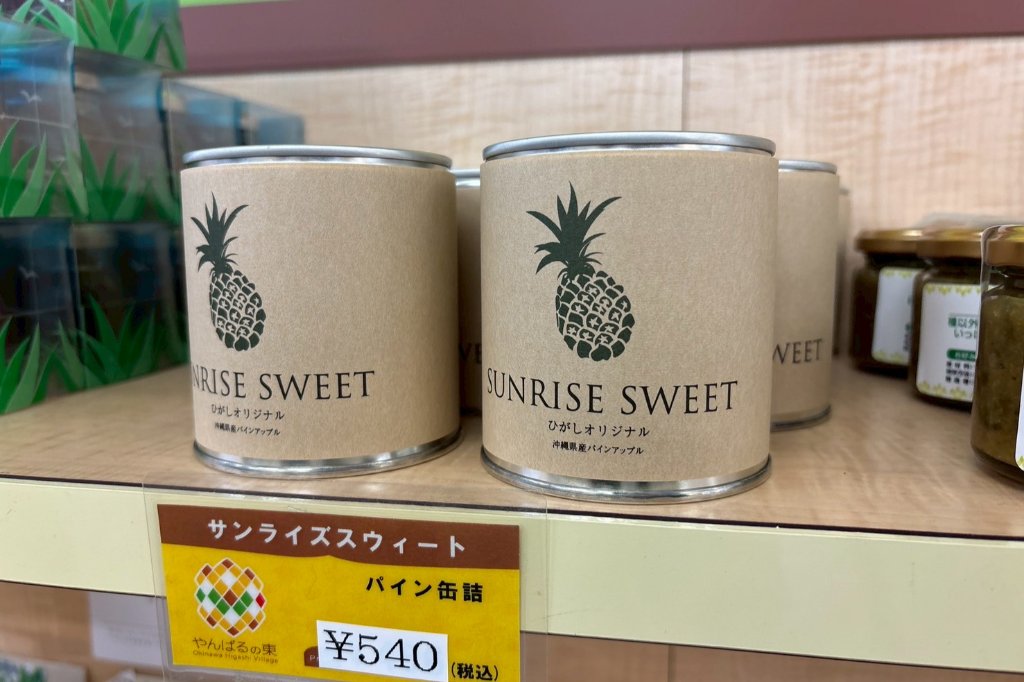 NRISE SWEET
ひがしオリジナル
沖縄県産パインアップル
SUNRISE SWEET
ひがしオリジナル
沖縄県産パインアップル
WEET
サンライズスウィート
パイン缶詰
やんばるの東
Okinawa Higashi Village
¥540
(税込)